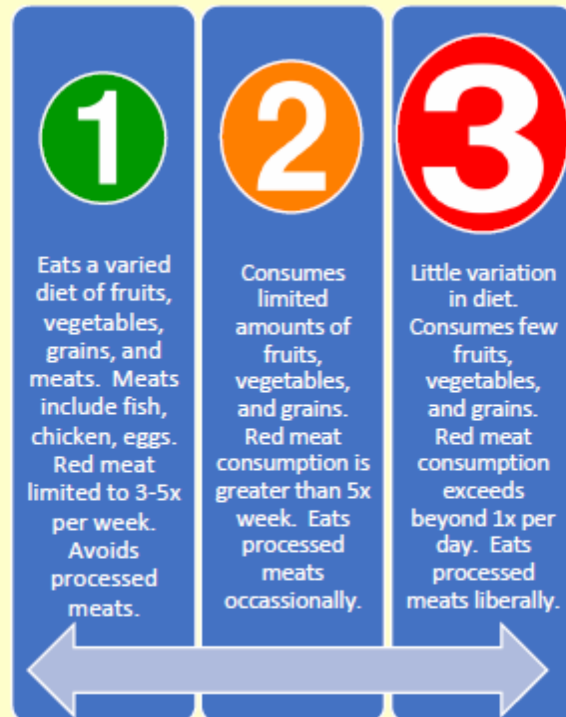 1
Eats a varied
diet of fruits,
vegetables,
grains, and
meats. Meats
include fish,
chicken, eggs.
Red meat
limited to 3-5x
per week.
Avoids
processed
meats.
2
Consumes
limited
amounts of
fruits,
vegetables,
and grains.
Red meat
consumption is
greater than 5x
week. Eats
processed
meats
occassionally.
3
Little variation
in diet.
Consumes few
fruits,
vegetables,
and grains.
Red meat
consumption
exceeds
beyond 1x per
day. Eats
processed
meats liberally.